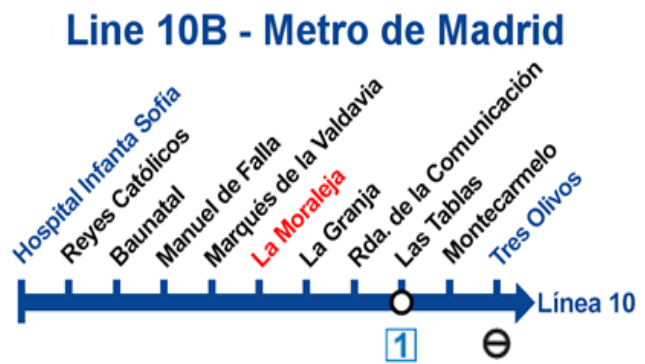 Line 10B - Metro de Madrid
Hospital Infanta Sofía
Reyes Católicos
Baunatal
Manuel de Falla
Marqués de la Valdavia
La Moraleja
La Granja
Rda. de la Comunicación
Las Tablas
Montecarmelo
Tres Olivos
Línea 10
1